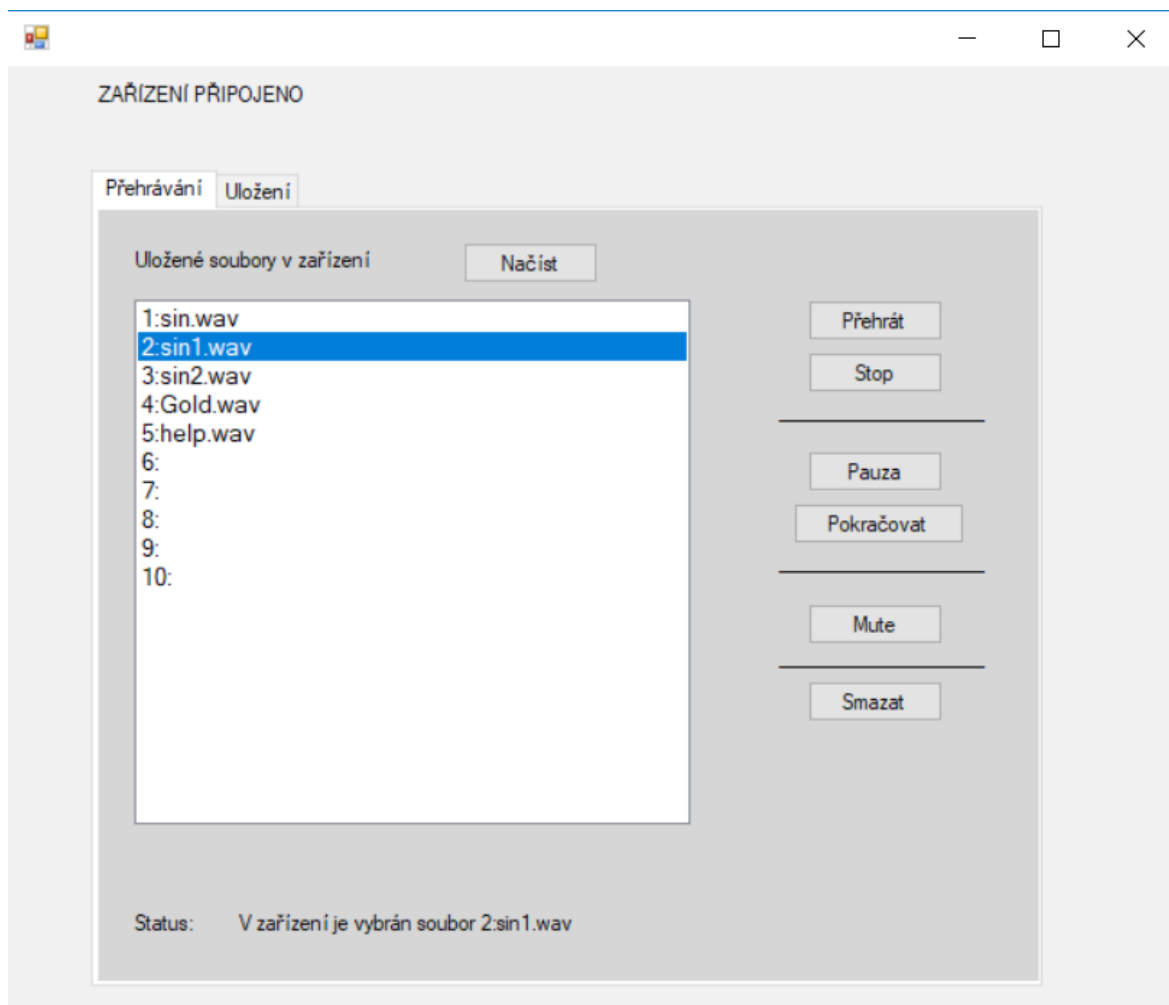 ZAŘÍZENÍ PŘIPOJENO
Přehrávání Uložení
Uložené soubory v zařízení Načíst
1:sin.wav
2:sin1.wav
3:sin2.wav
4:Gold.wav
5:help.wav
6:
7:
8:
9:
10:
Přehrát
Stop
Pauza
Pokračovat
Mute
Smazat
Status: V zařízení je vybrán soubor 2:sin1.wav